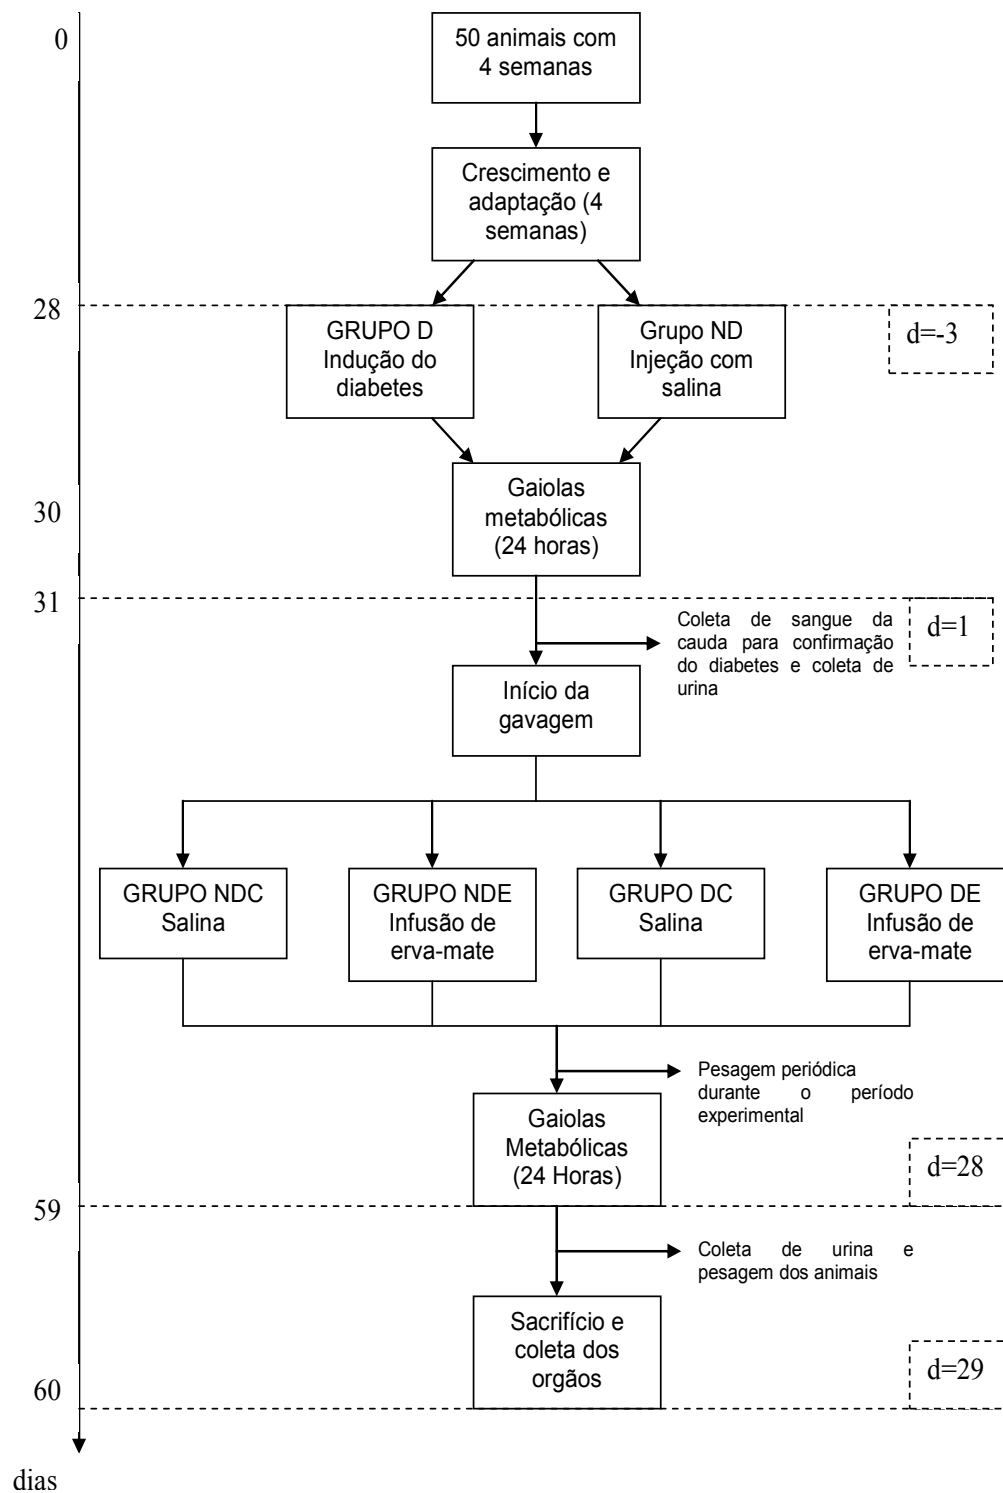 0
50 animais com
4 semanas
Crescimento e
adaptação (4
semanas)
28
GRUPO D
Indução do
diabetes
Grupo ND
Injeção com
salina
d=-3
30
Gaiolas
metabólicas
(24 horas)
31
d=1
Coleta de sangue da
cauda para confirmação
do diabetes e coleta de
urina
Início da
gavagem
GRUPO NDC
Salina
GRUPO NDE
Infusão de
erva-mate
GRUPO DC
Salina
GRUPO DE
Infusão de
erva-mate
Pesagem periódica
durante o período
experimental
Gaiolas
Metabólicas
(24 Horas)
d=28
59
Coleta de urina e
pesagem dos animais
Sacrifício e
coleta dos
orgãos
d=29
60
dias